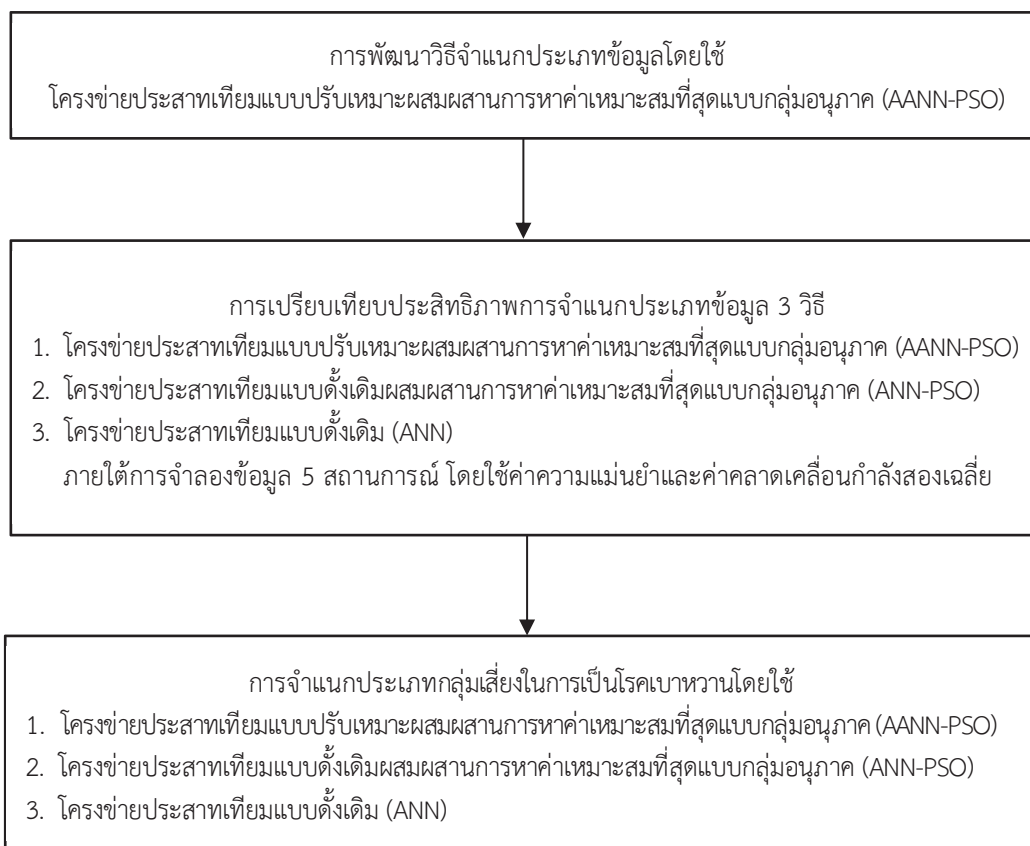 การพัฒนาวิธีจำแนกประเภทข้อมูลโดยใช้
โครงข่ายประสาทเทียมแบบปรับเหมาะผสมผสานการหาค่าเหมาะสมที่สุดแบบกลุ่มอนุภาค (AANN-PSO)
การเปรียบเทียบประสิทธิภาพการจำแนกประเภทข้อมูล 3 วิธี
1. โครงข่ายประสาทเทียมแบบปรับเหมาะผสมผสานการหาค่าเหมาะสมที่สุดแบบกลุ่มอนุภาค (AANN-PSO)
2. โครงข่ายประสาทเทียมแบบดั้งเดิมผสมผสานการหาค่าเหมาะสมที่สุดแบบกลุ่มอนุภาค (ANN-PSO)
3. โครงข่ายประสาทเทียมแบบดั้งเดิม (ANN)
ภายใต้การจำลองข้อมูล 5 สถานการณ์ โดยใช้ค่าความแม่นยำและค่าคลาดเคลื่อนกำลังสองเฉลี่ย
การจำแนกประเภทกลุ่มเสี่ยงในการเป็นโรคเบาหวานโดยใช้
1. โครงข่ายประสาทเทียมแบบปรับเหมาะผสมผสานการหาค่าเหมาะสมที่สุดแบบกลุ่มอนุภาค (AANN-PSO)
2. โครงข่ายประสาทเทียมแบบดั้งเดิมผสมผสานการหาค่าเหมาะสมที่สุดแบบกลุ่มอนุภาค (ANN-PSO)
3. โครงข่ายประสาทเทียมแบบดั้งเดิม (ANN)